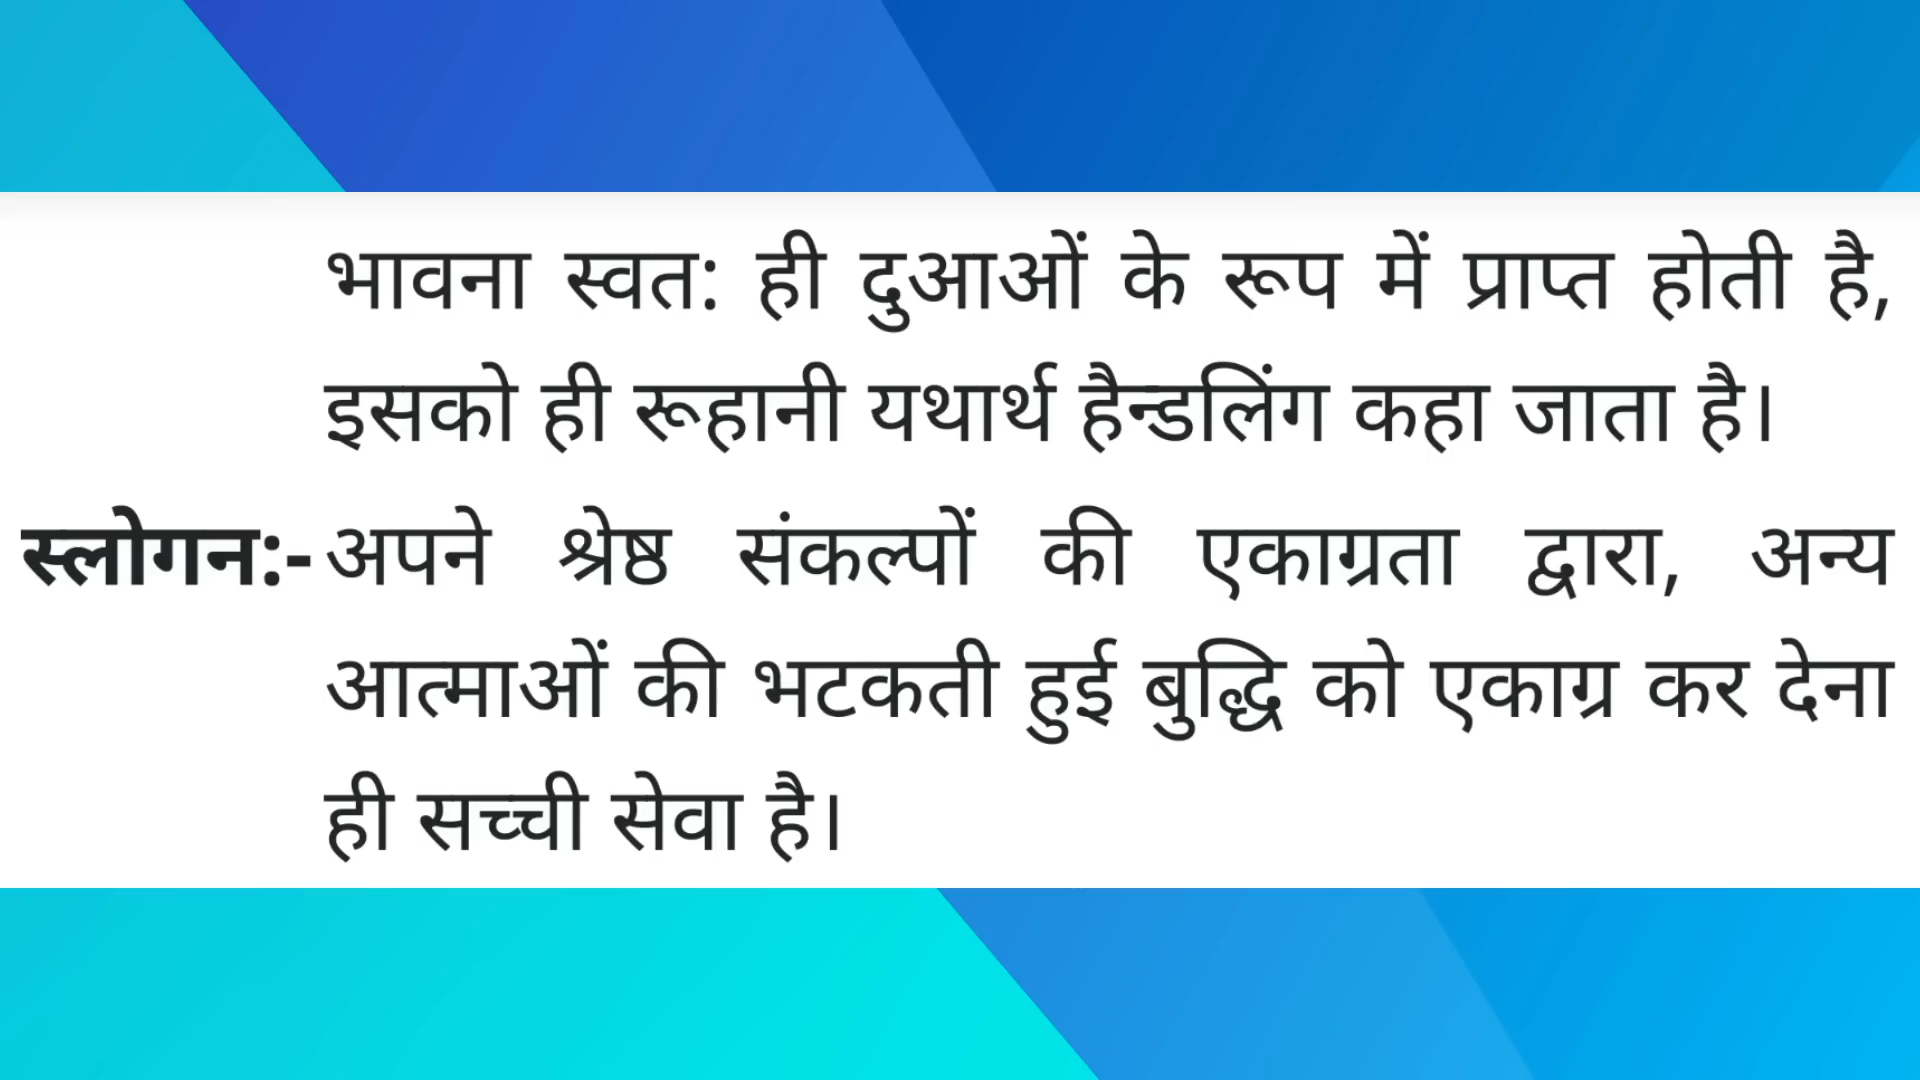 भावना स्वत: ही दुआओं के रूप में प्राप्त होती है,
इसको ही रूहानी यथार्थ हैन्डलिंग कहा जाता है।
स्लोगन:- अपने श्रेष्ठ संकल्पों की एकाग्रता द्वारा, अन्य
आत्माओं की भटकती हुई बुद्धि को एकाग्र कर देना
ही सच्ची सेवा है।